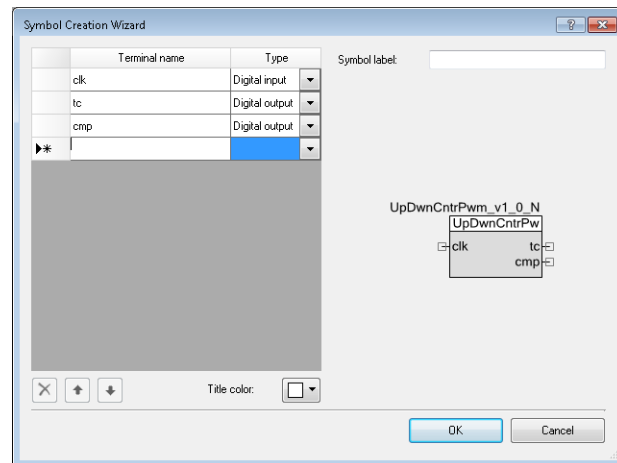 Symbol Creation Wizard
Terminal name Type
clk Digital input
tc Digital output
cmp Digital output
Symbol label:
UpDwnCntrPwm_v1_0_N
UpDwnCntrPw
clk tc
cmp
Title color:
OK Cancel